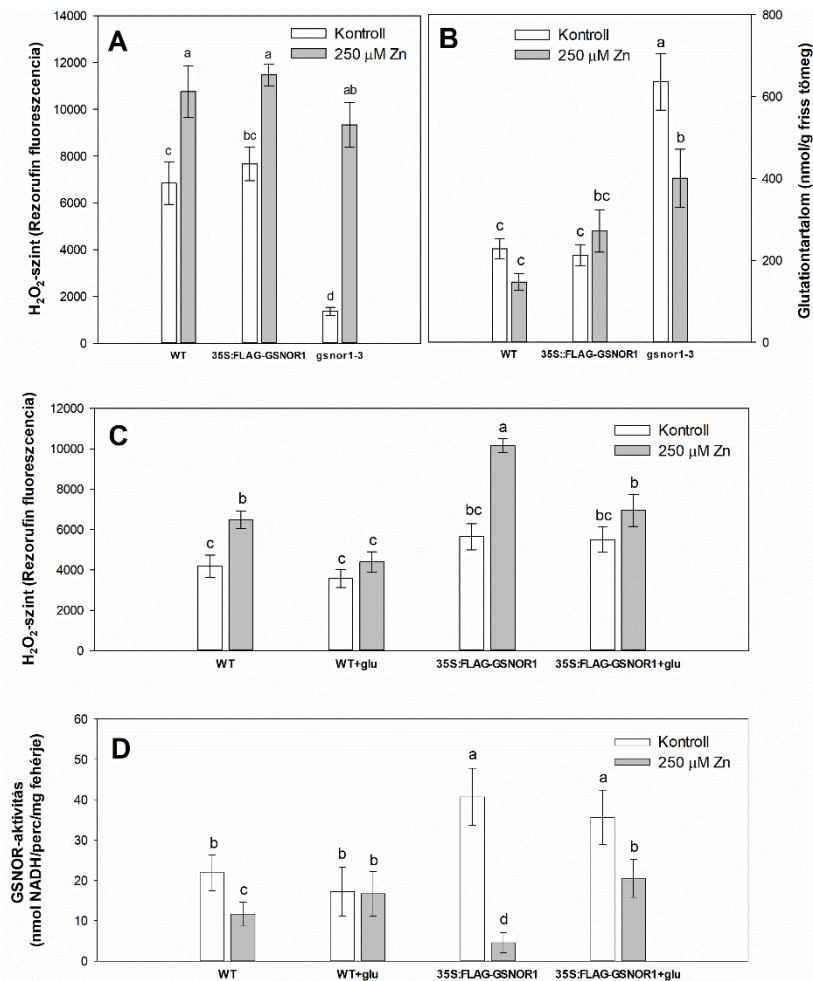 A
Kontroll
250 µM Zn
H₂O₂-szint (Rezorufin fluoreszcencia)
14000
12000
10000
8000
6000
4000
2000
0
c
a
bc
a
d
ab
WT
35S:FLAG-GSNOR1
gsnor1-3
B
Kontroll
250 µM Zn
Glutationtartalom (nmol/g friss tömeg)
800
600
400
200
0
c
c
c
bc
a
b
WT
35S::FLAG-GSNOR1
gsnor1-3
C
Kontroll
250 µM Zn
H₂O₂-szint (Rezorufin fluoreszcencia)
12000
10000
8000
6000
4000
2000
0
c
b
c
c
bc
a
bc
b
WT
WT+glu
35S:FLAG-GSNOR1
35S:FLAG-GSNOR1+glu
D
Kontroll
250 µM Zn
GSNOR-aktivitás
(nmol NADH/perc/mg fehérje)
60
50
40
30
20
10
0
b
c
b
b
a
d
a
b
WT
WT+glu
35S:FLAG-GSNOR1
35S:FLAG-GSNOR1+glu